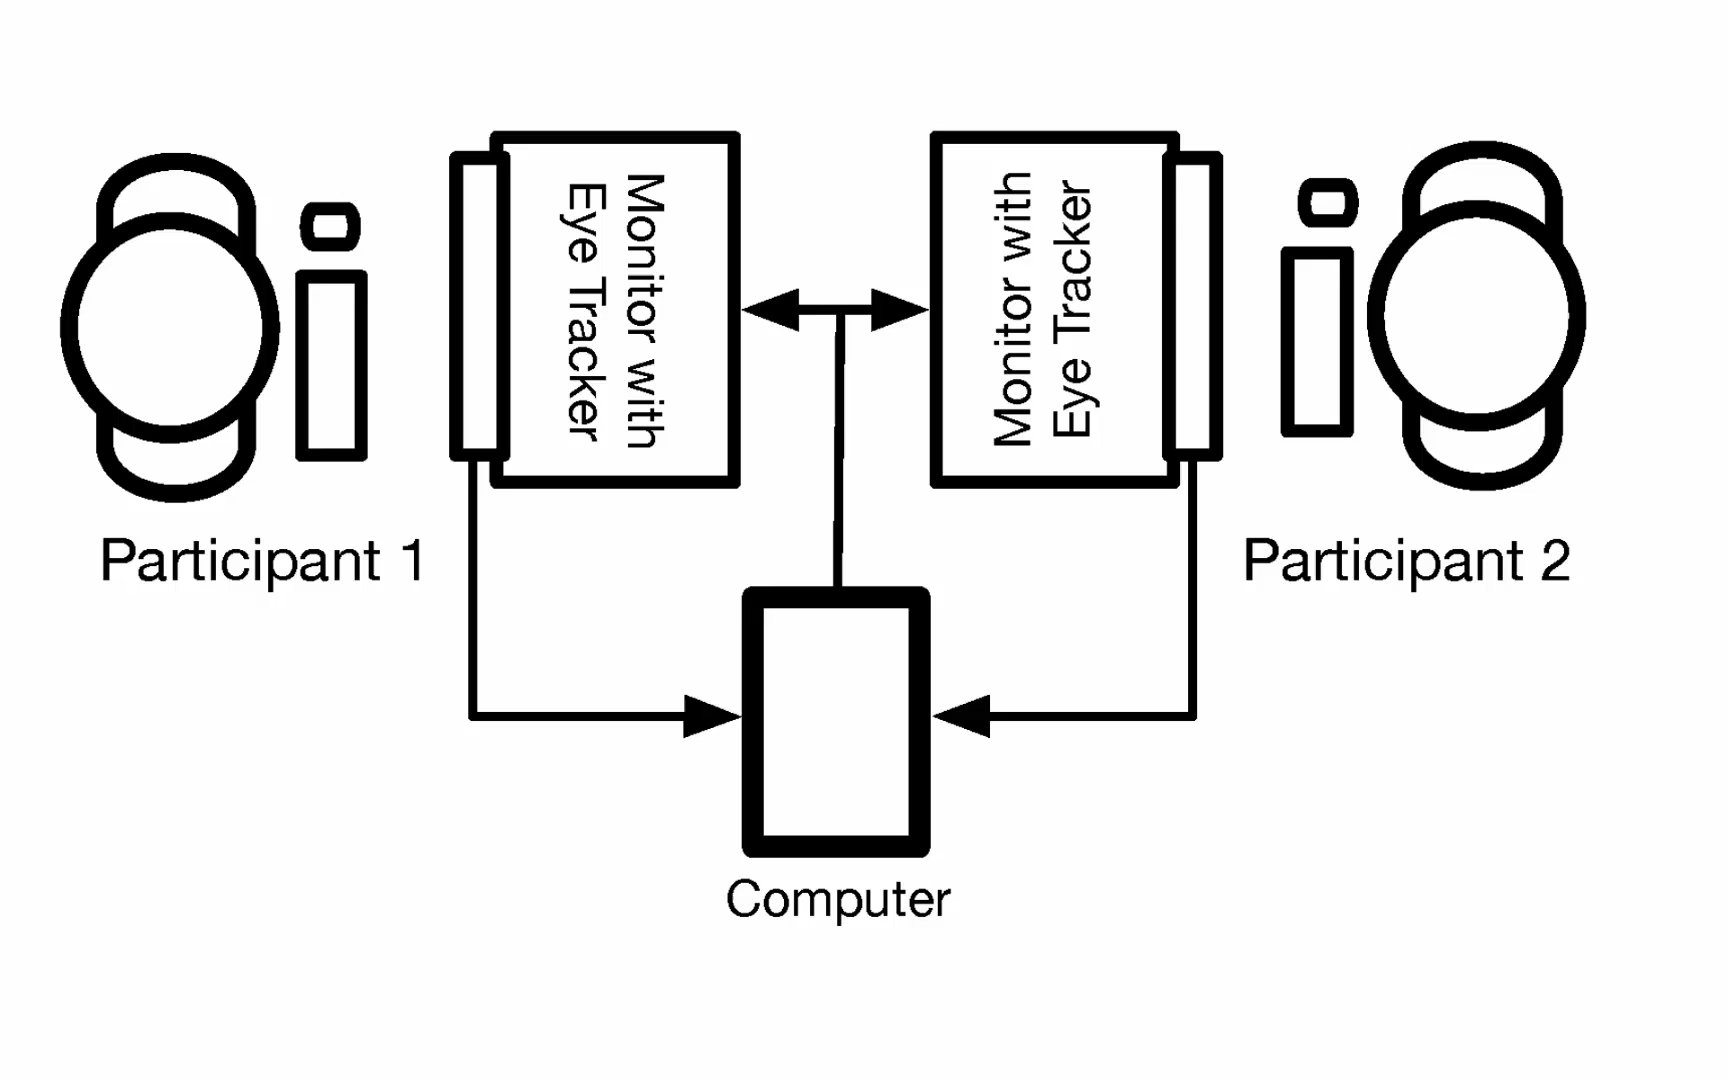 Monitor with
Eye Tracker
Monitor with
Eye Tracker
Participant 1
Participant 2
Computer